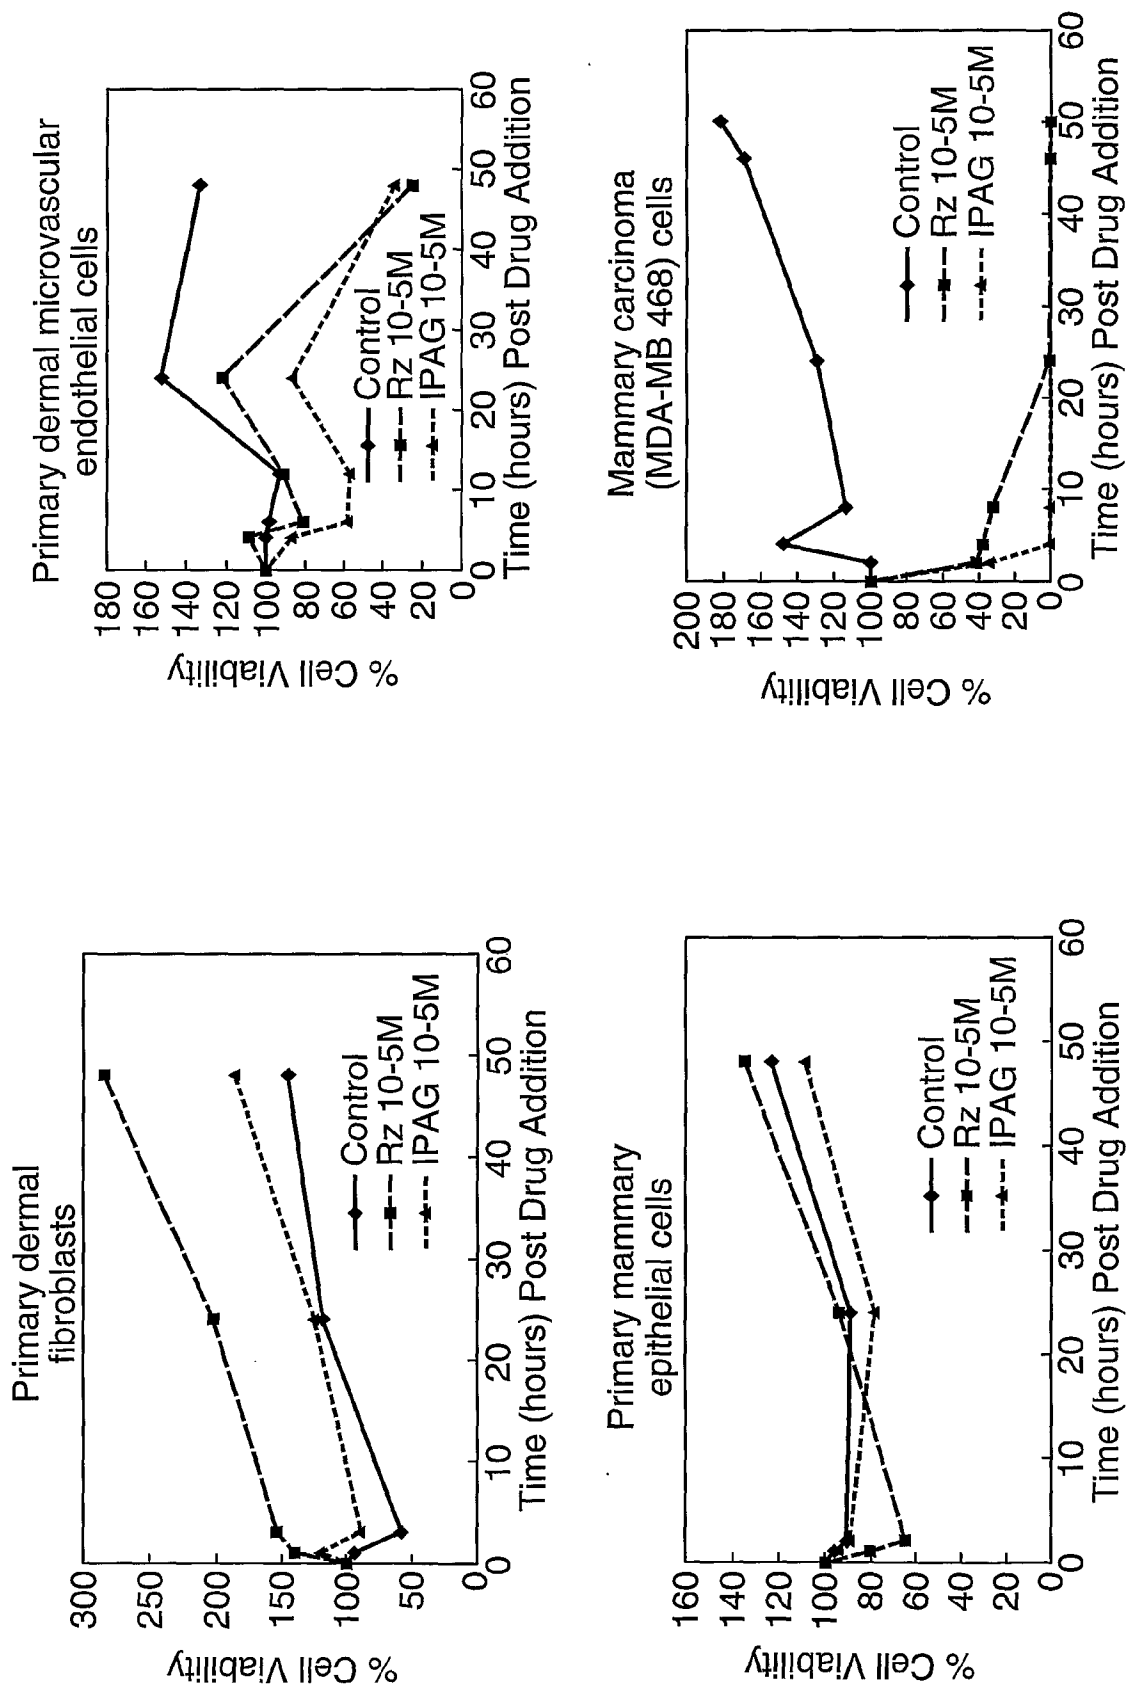 Primary dermal
fibroblasts
% Cell Viability
300
250
200
150
100
50
0
0
10
20
30
40
50
60
Time (hours) Post Drug Addition
Control
Rz 10-5M
IPAG 10-5M
Primary dermal microvascular
endothelial cells
% Cell Viability
180
160
140
120
100
80
60
40
20
0
10
20
30
40
50
60
Time (hours) Post Drug Addition
Control
Rz 10-5M
IPAG 10-5M
Primary mammary
epithelial cells
% Cell Viability
160
140
120
100
80
60
40
20
0
0
10
20
30
40
50
60
Time (hours) Post Drug Addition
Control
Rz 10-5M
IPAG 10-5M
Mammary carcinoma
(MDA-MB 468) cells
% Cell Viability
200
180
160
140
120
100
80
60
40
20
0
0
10
20
30
40
50
60
Time (hours) Post Drug Addition
Control
Rz 10-5M
IPAG 10-5M